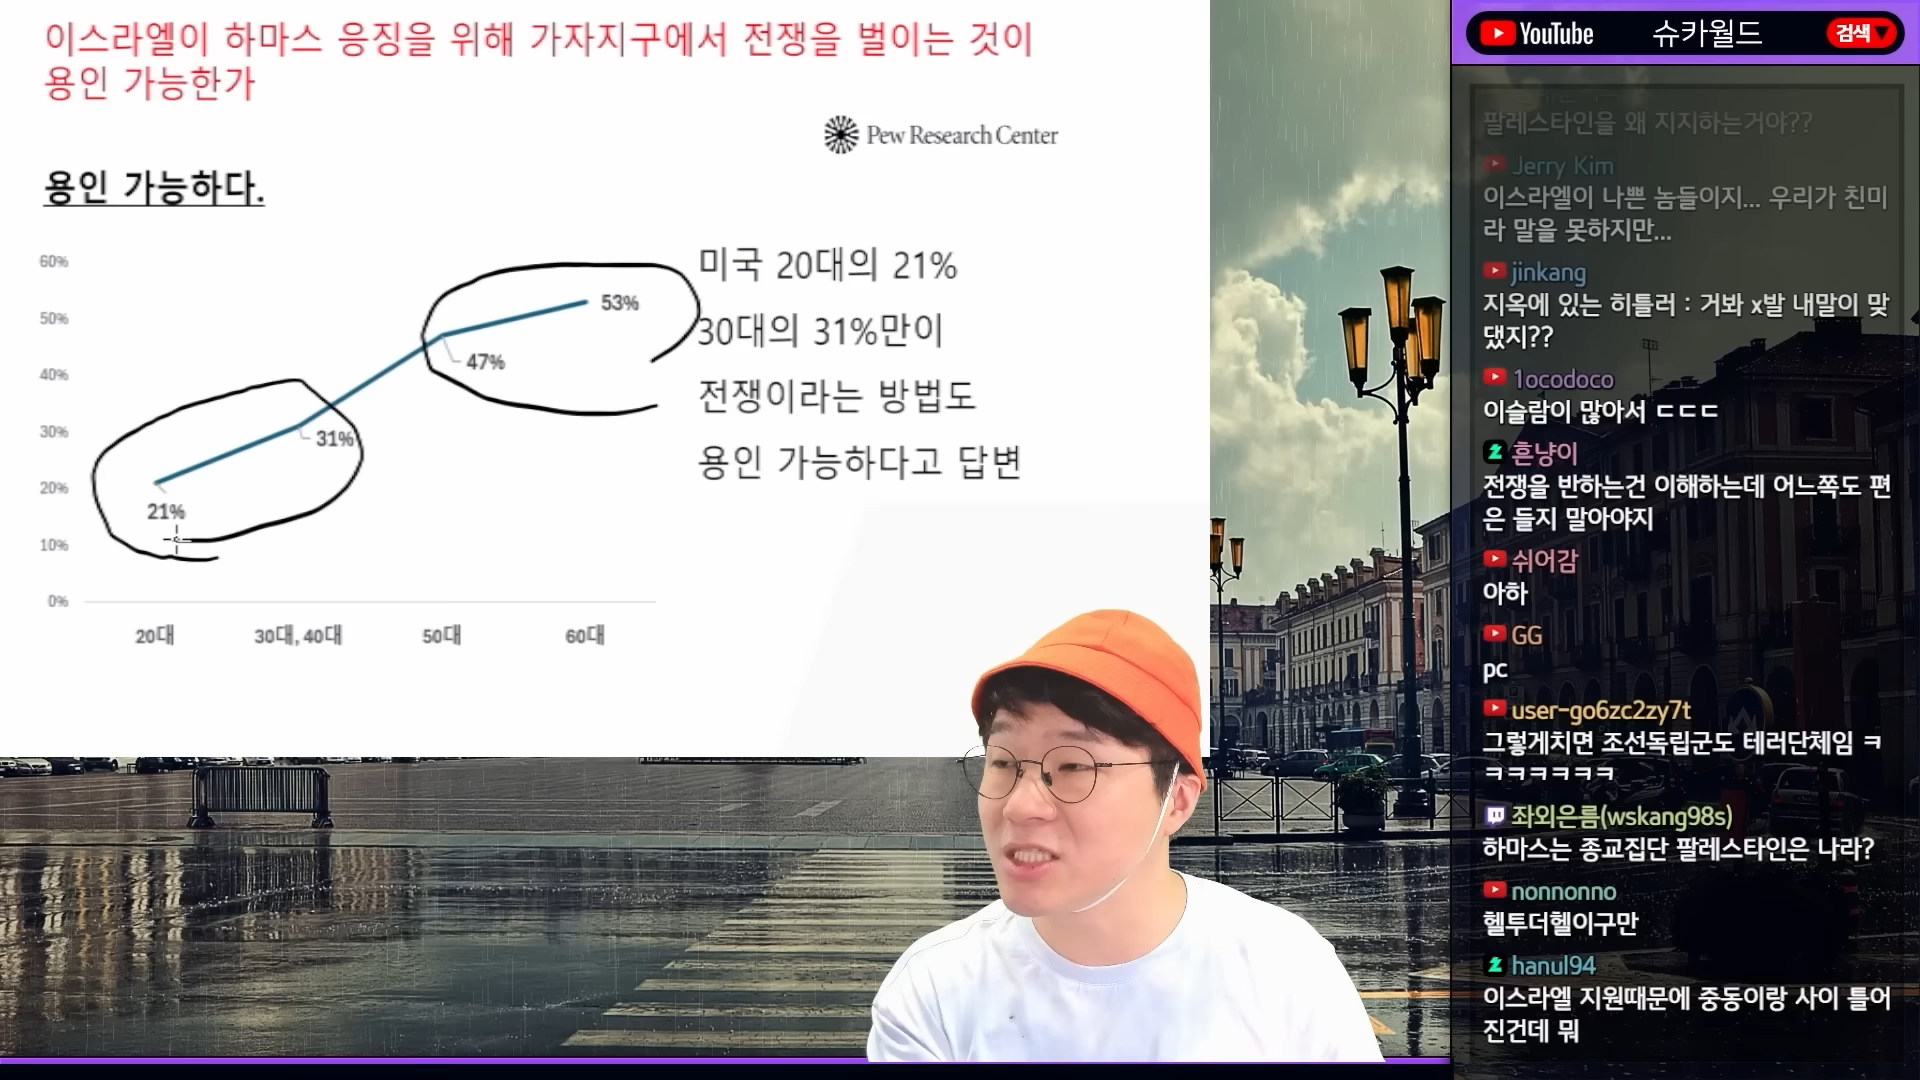 이스라엘이 하마스 응징을 위해 가자지구에서 전쟁을 벌이는 것이
용인 가능한가
Pew Research Center
용인 가능하다.
60%
50%
40%
30%
20%
10%
0%
53%
47%
31%
21%
20대
30대, 40대
50대
60대
미국 20대의 21%
30대의 31%만이
전쟁이라는 방법도
용인 가능하다고 답변
YouTube
슈카월드
검색
팔레스타인을 왜 지지하는거야??
Jerry Kim
이스라엘이 나쁜 놈들이지... 우리가 친미
라 말을 못하지만...
jinkang
지옥에 있는 히틀러 : 거봐 x발 내말이 맞
댔지??
1ocodoco
이슬람이 많아서 ㄷㄷㄷ
흔냥이
전쟁을 반하는건 이해하는데 어느쪽도 편
은 들지 말아야지
쉬어감
아하
GG
pc
user-go6zc2zy7t
그렇게치면 조선독립군도 테러단체임 ㅋ
ㅋㅋㅋㅋㅋㅋ
좌외은름(wskang98s)
하마스는 종교집단 팔레스타인은 나라?
nonnonno
헬투더헬이구만
hanul94
이스라엘 지원때문에 중동이랑 사이 틀어
진건데 뭐